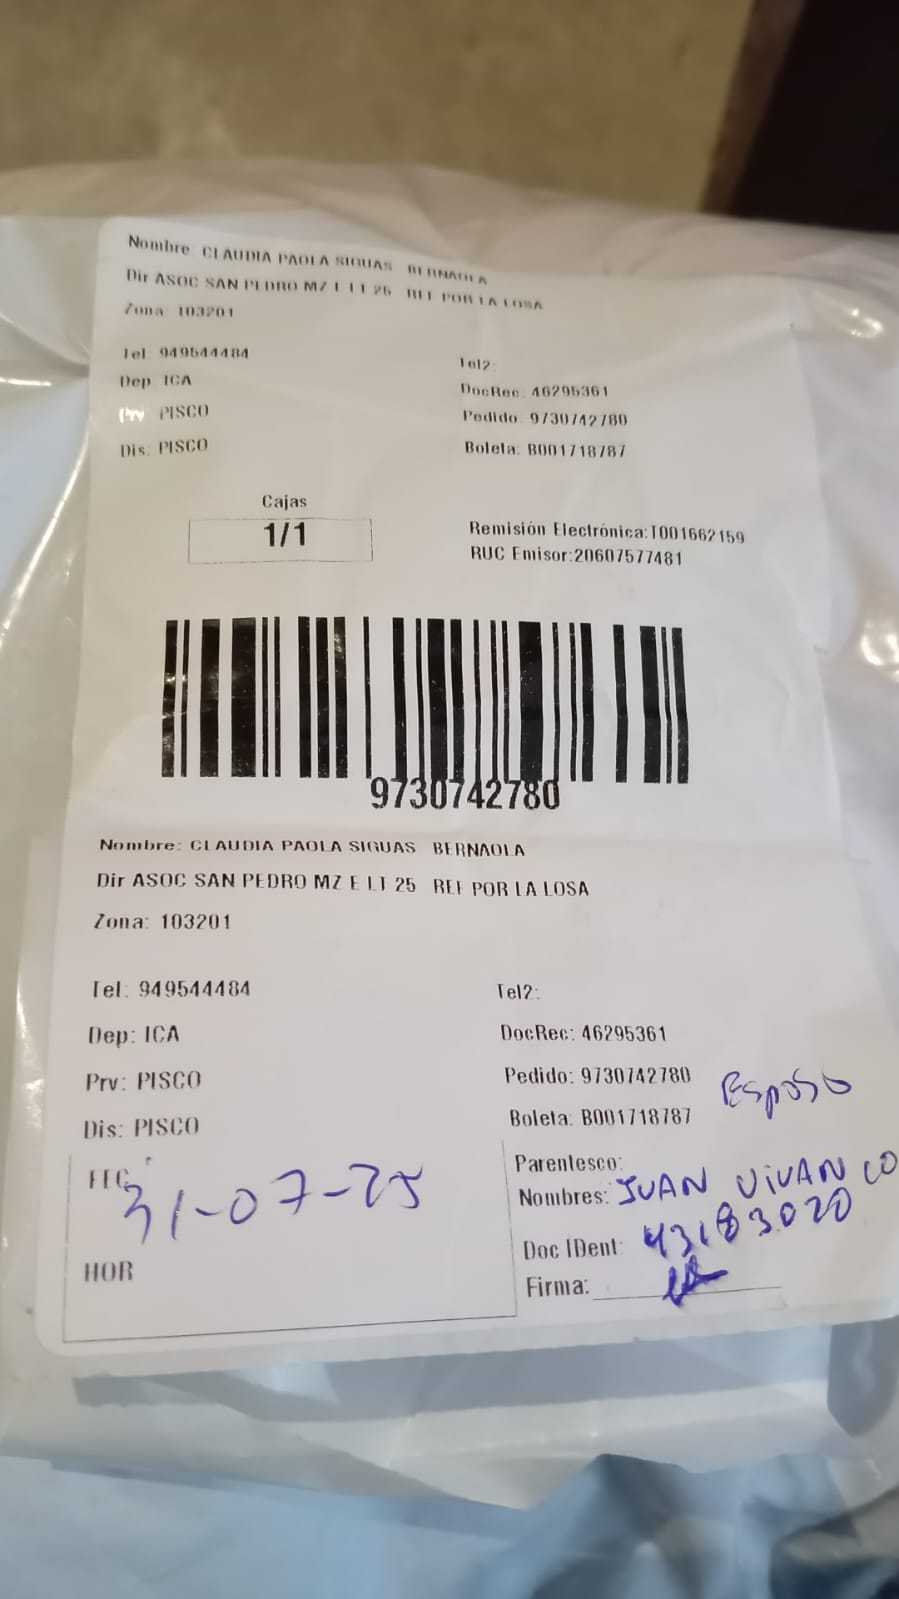 Nombre CLAUDIA PAOLA SIGUAS BERNAOLA
Dir ASOC SAN PEDRO MZ E LT 25 REF POR LA LOSA
Zona: 103201
Tel: 949544484 Tel2:
Dep: ICA DocRec: 46295361
Prv PISCO Pedido: 9730742780
Dis: PISCO Boleta: B001718787
Cajas
1/1
Remisión Electrónica:T001662159
RUC Emisor:20607577481
9730742780
Nombre: CLAUDIA PAOLA SIGUAS BERNAOLA
Dir ASOC SAN PEDRO MZ E LT 25 REF POR LA LOSA
Zona: 103201
Tel: 949544484 Tel2:
Dep: ICA DocRec: 46295361
Prv: PISCO Pedido: 9730742780
Dis: PISCO Boleta: B001718787
Esposo
Parentesco:
FEC 31-07-25
Nombres: JUAN VIVANCO
Doc IDent: 43183020
HOR
Firma: